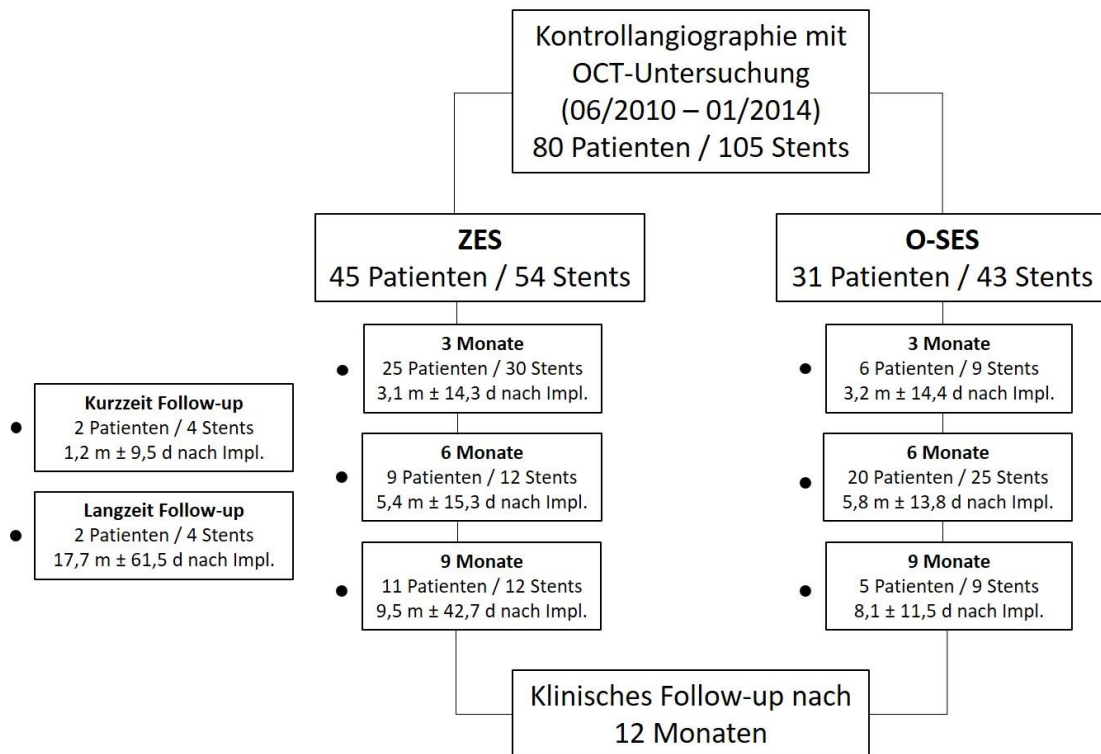 Kontrollangiographie mit
OCT-Untersuchung
(06/2010 – 01/2014)
80 Patienten / 105 Stents
ZES
45 Patienten / 54 Stents
O-SES
31 Patienten / 43 Stents
Kurzzeit Follow-up
2 Patienten / 4 Stents
1,2 m ± 9,5 d nach Impl.
Langzeit Follow-up
2 Patienten / 4 Stents
17,7 m ± 61,5 d nach Impl.
3 Monate
25 Patienten / 30 Stents
3,1 m ± 14,3 d nach Impl.
6 Monate
9 Patienten / 12 Stents
5,4 m ± 15,3 d nach Impl.
9 Monate
11 Patienten / 12 Stents
9,5 m ± 42,7 d nach Impl.
3 Monate
6 Patienten / 9 Stents
3,2 m ± 14,4 d nach Impl.
6 Monate
20 Patienten / 25 Stents
5,8 m ± 13,8 d nach Impl.
9 Monate
5 Patienten / 9 Stents
8,1 ± 11,5 d nach Impl.
Klinisches Follow-up nach
12 Monaten